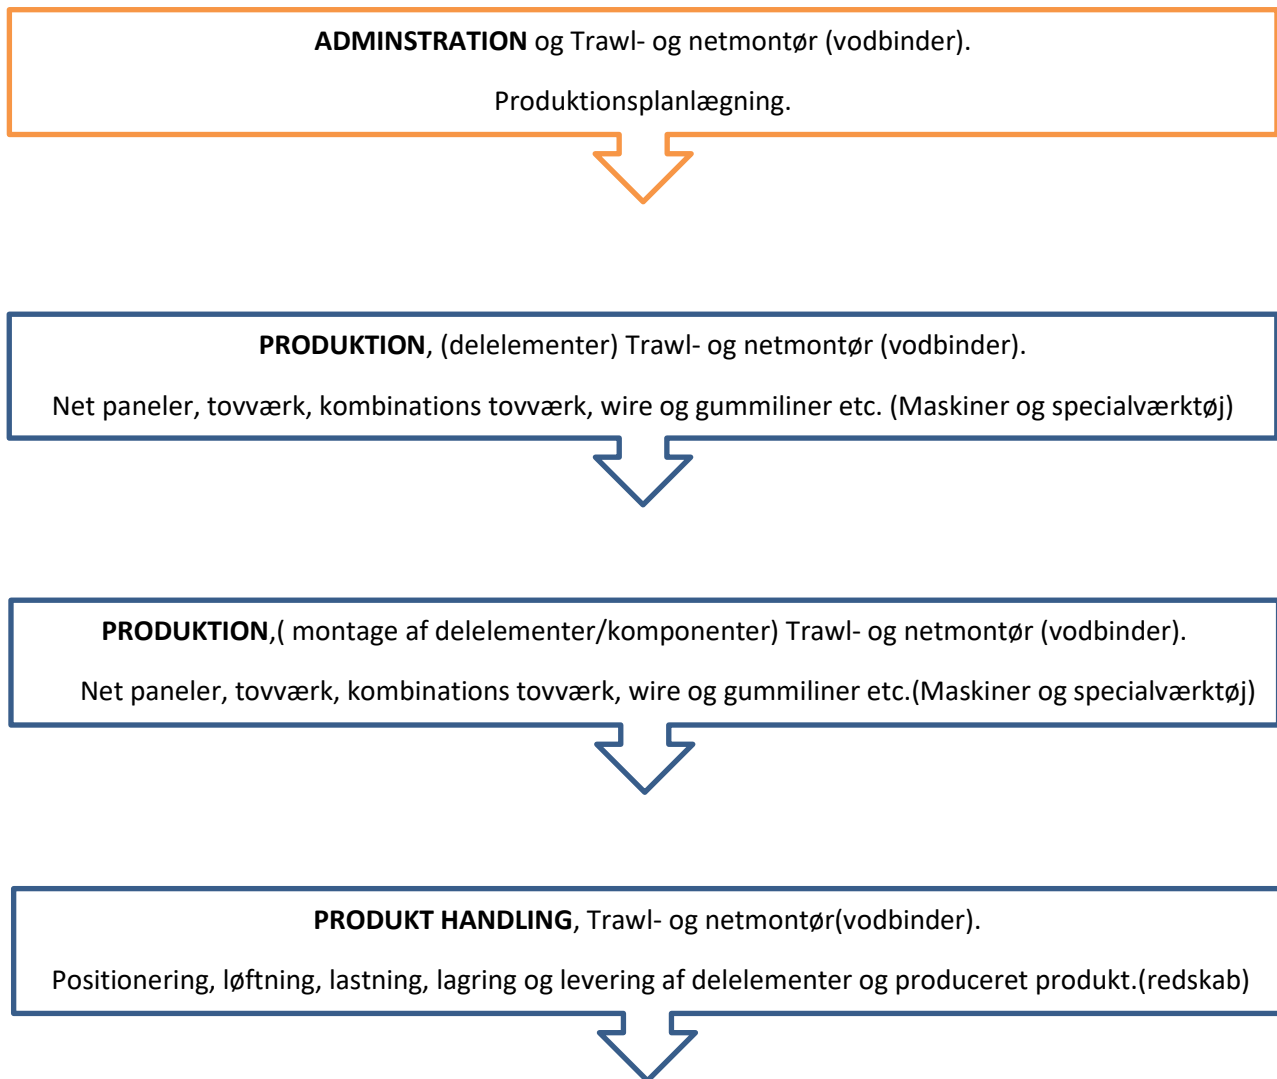 ADMINSTRATION og Trawl- og netmontør (vodbinder).
Produktionsplanlægning.
PRODUKTION, (delelementer) Trawl- og netmontør (vodbinder).
Net paneler, tovværk, kombinations tovværk, wire og gummiliner etc. (Maskiner og specialværktøj)
PRODUKTION,( montage af delelementer/komponenter) Trawl- og netmontør (vodbinder).
Net paneler, tovværk, kombinations tovværk, wire og gummiliner etc.(Maskiner og specialværktøj)
PRODUKT HANDLING, Trawl- og netmontør(vodbinder).
Positionering, løftning, lastning, lagring og levering af delelementer og produceret produkt.(redskab)